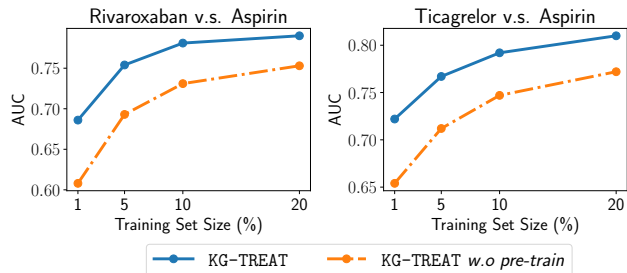 Rivaroxaban v.s. Aspirin
AUC
0.75
0.70
0.65
0.60
1 5 10 20
Training Set Size (%)
Ticagrelor v.s. Aspirin
AUC
0.80
0.75
0.70
0.65
1 5 10 20
Training Set Size (%)
KG-TREAT KG-TREAT w.o pre-train